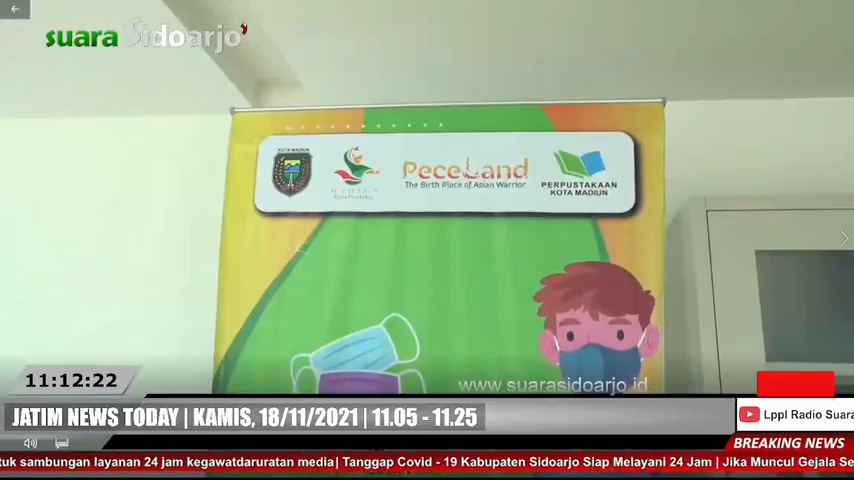 suara Sidoarjo
KOTA MADIUN
PeceLand
The Birth Place of Asian Warrior
PERPUSTAKAAN
KOTA MADIUN
www.suarasidoarjo.id
11:12:22
JATIM NEWS TODAY | KAMIS, 18/11/2021 | 11.05 - 11.25
Lppl Radio Suara
BREAKING NEWS
tuk sambungan layanan 24 jam kegawatdaruratan media| Tanggap Covid - 19 Kabupaten Sidoarjo Siap Melayani 24 Jam | Jika Muncul Gejala Se